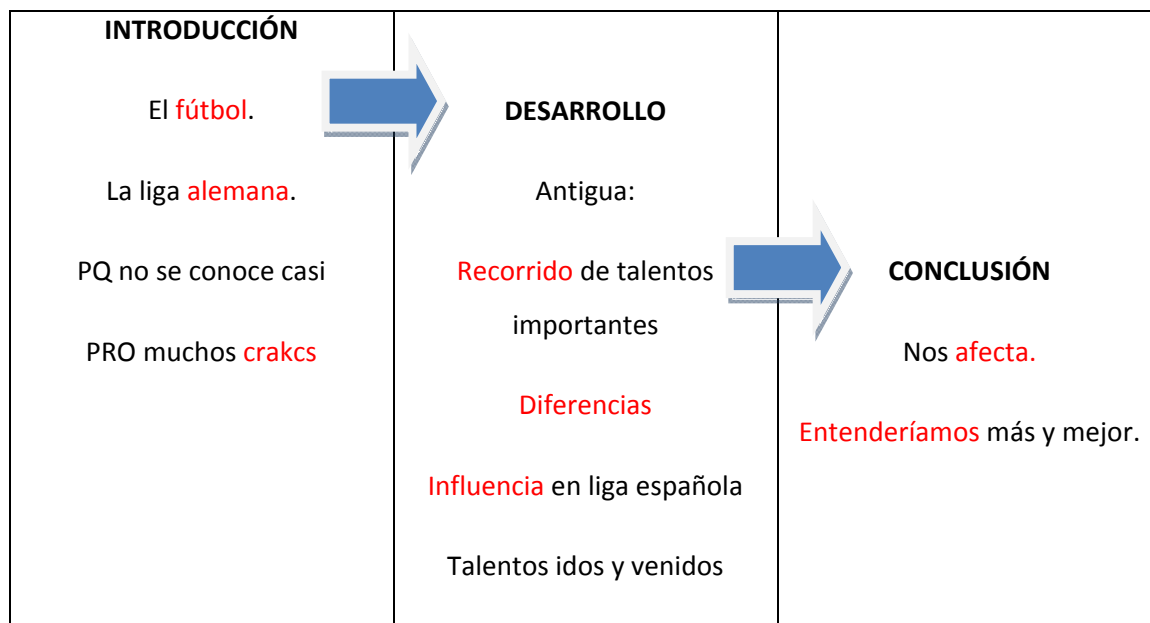 INTRODUCCIÓN
El fútbol.
La liga alemana.
PQ no se conoce casi
PRO muchos crakcs
DESARROLLO
Antigua:
Recorrido de talentos
importantes
Diferencias
Influencia en liga española
Talentos idos y venidos
CONCLUSIÓN
Nos afecta.
Entenderíamos más y mejor.